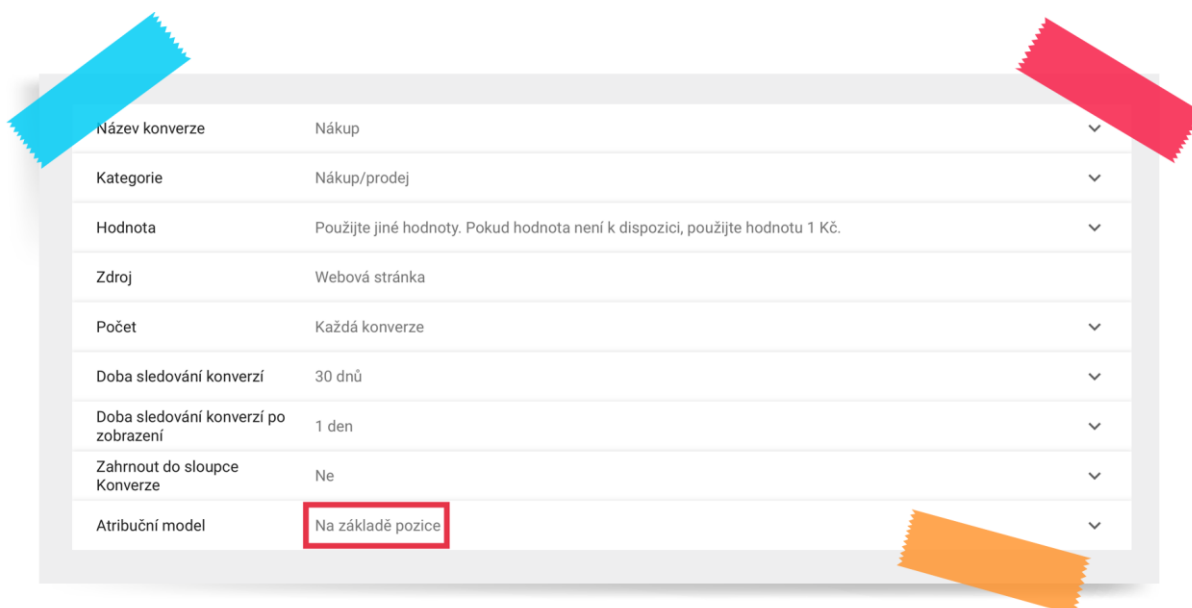 Název konverze Nákup
Kategorie Nákup/prodej
Hodnota Použijte jiné hodnoty. Pokud hodnota není k dispozici, použijte hodnotu 1 Kč.
Zdroj Webová stránka
Počet Každá konverze
Doba sledování konverzí 30 dnů
Doba sledování konverzí po
zobrazení 1 den
Zahrnout do sloupce
Konverze Ne
Atribuční model Na základě pozice